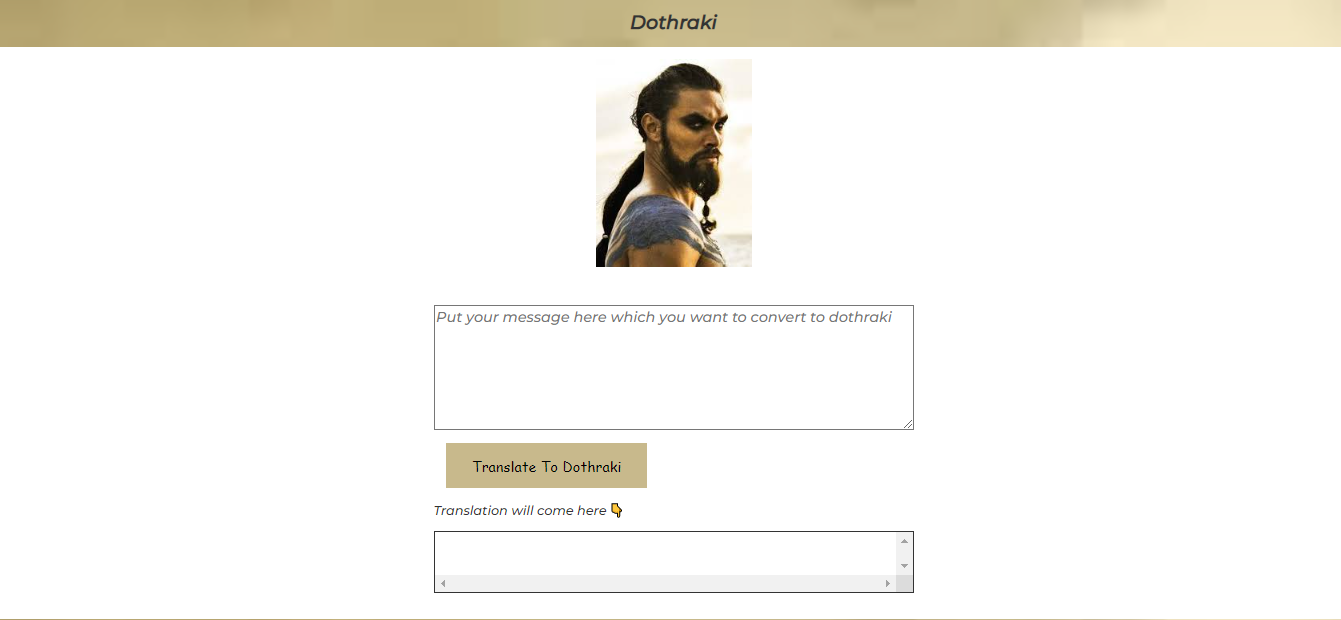 Dothraki
Put your message here which you want to convert to dothraki
Translate To Dothraki
Translation will come here 👇